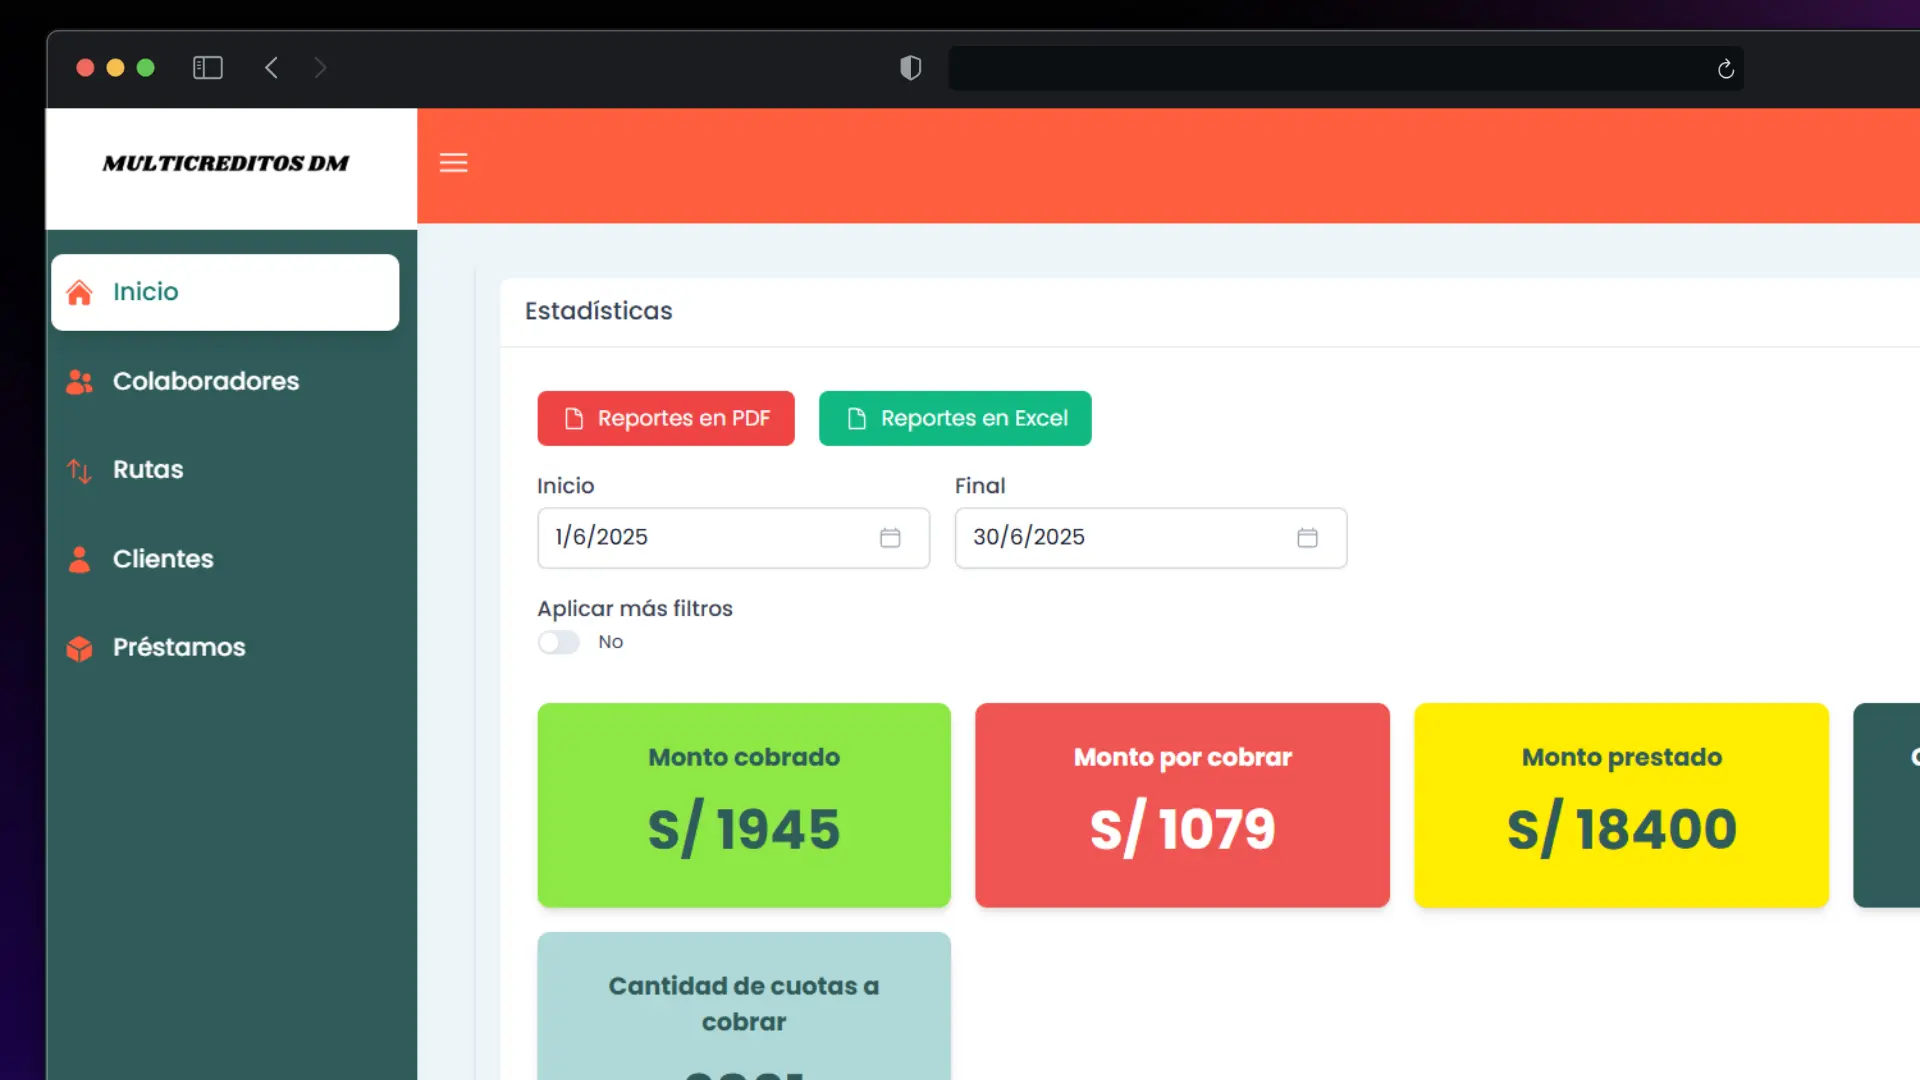 MULTICREDITOS DM
Inicio
Colaboradores
Rutas
Clientes
Préstamos
Estadísticas
Reportes en PDF
Reportes en Excel
Inicio
Final
1/6/2025
30/6/2025
Aplicar más filtros
No
Monto cobrado
S/ 1945
Monto por cobrar
S/ 1079
Monto prestado
S/ 18400
Cantidad de cuotas a
cobrar